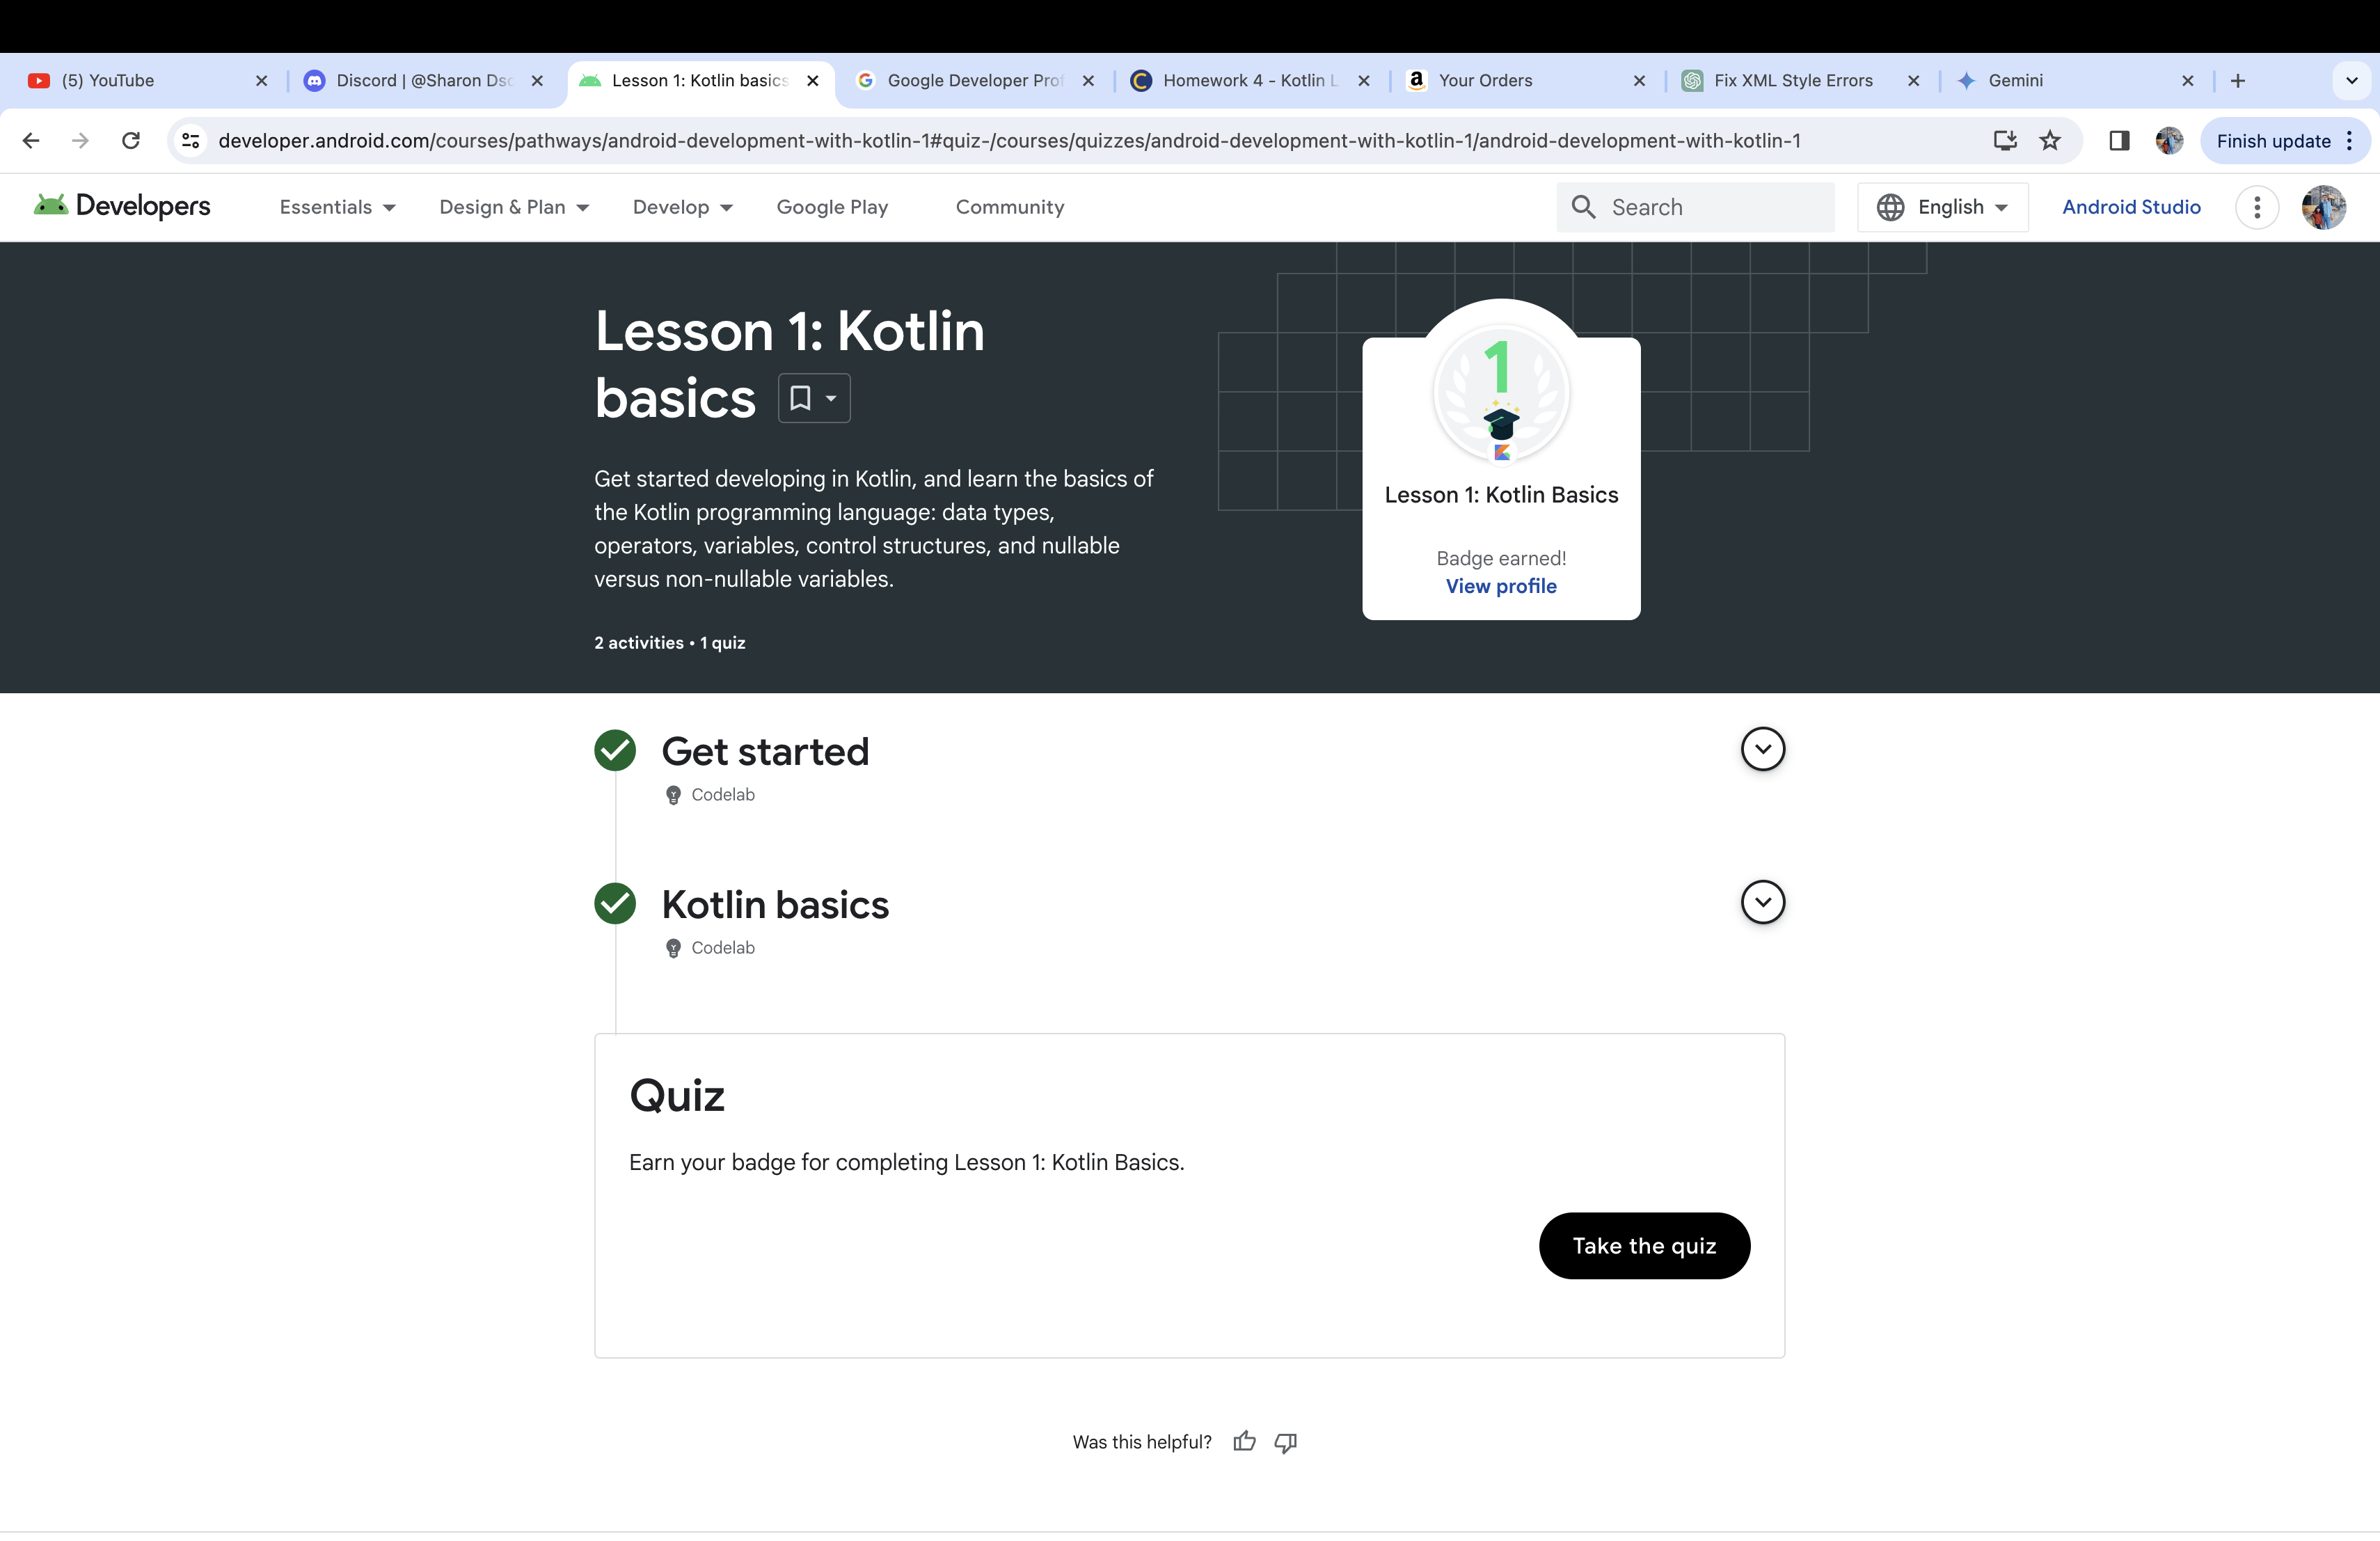 (5) YouTube
Discord | @Sharon Dsc
Lesson 1: Kotlin basics
Google Developer Prof
Homework 4 - Kotlin L
Your Orders
Fix XML Style Errors
Gemini
developer.android.com/courses/pathways/android-development-with-kotlin-1#quiz-/courses/quizzes/android-development-with-kotlin-1/android-development-with-kotlin-1
Finish update
Developers
Essentials
Design & Plan
Develop
Google Play
Community
Search
English
Android Studio
Lesson 1: Kotlin
basics
Get started developing in Kotlin, and learn the basics of
the Kotlin programming language: data types,
operators, variables, control structures, and nullable
versus non-nullable variables.
2 activities • 1 quiz
1
Lesson 1: Kotlin Basics
Badge earned!
View profile
Get started
Codelab
Kotlin basics
Codelab
Quiz
Earn your badge for completing Lesson 1: Kotlin Basics.
Take the quiz
Was this helpful?